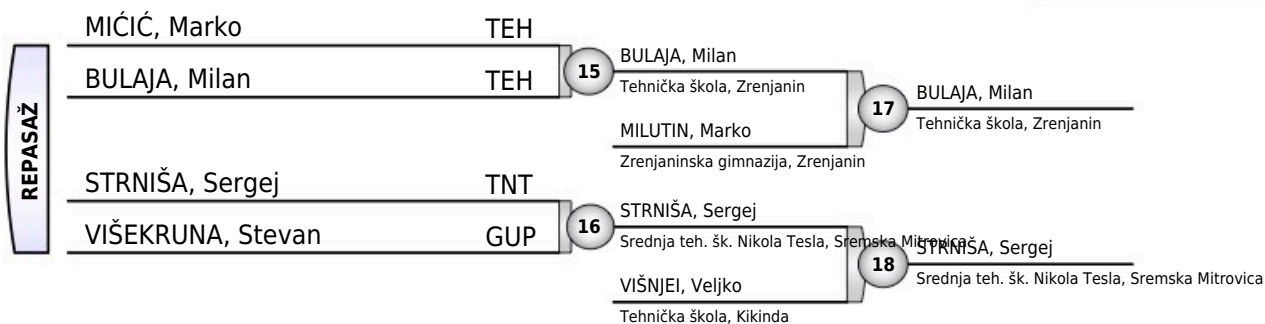 REPASAŽ
MIĆIĆ, Marko TEH
BULAJA, Milan TEH
STRNIŠA, Sergej TNT
VIŠEKRUNA, Stevan GUP
15
BULAJA, Milan
Tehnička škola, Zrenjanin
MILUTIN, Marko
Zrenjaninska gimnazija, Zrenjanin
16
STRNIŠA, Sergej
Srednja teh. šk. Nikola Tesla, Sremska Mitrovica
VIŠNJEI, Veljko
Tehnička škola, Kikinda
17
BULAJA, Milan
Tehnička škola, Zrenjanin
18
STRNIŠA, Sergej
Srednja teh. šk. Nikola Tesla, Sremska Mitrovica